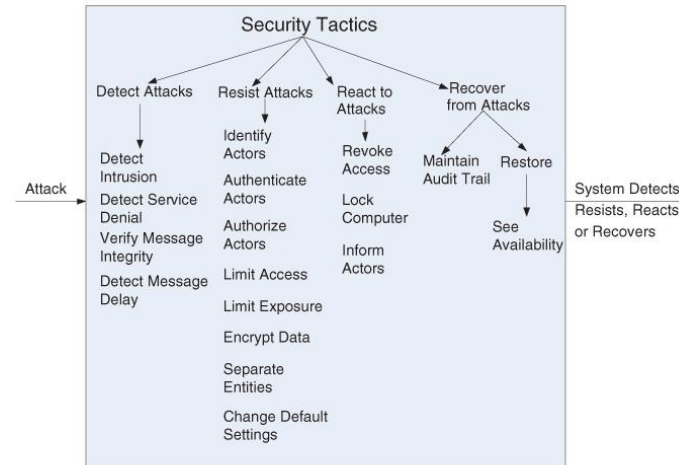 Security Tactics
Detect Attacks
Resist Attacks
React to
Attacks
Recover
from Attacks
Attack
Detect
Intrusion
Detect Service
Denial
Verify Message
Integrity
Detect Message
Delay
Identify
Actors
Authenticate
Actors
Authorize
Actors
Limit Access
Limit Exposure
Encrypt Data
Separate
Entities
Change Default
Settings
Revoke
Access
Lock
Computer
Inform
Actors
Maintain
Audit Trail
Restore
See
Availability
System Detects
Resists, Reacts
or Recovers